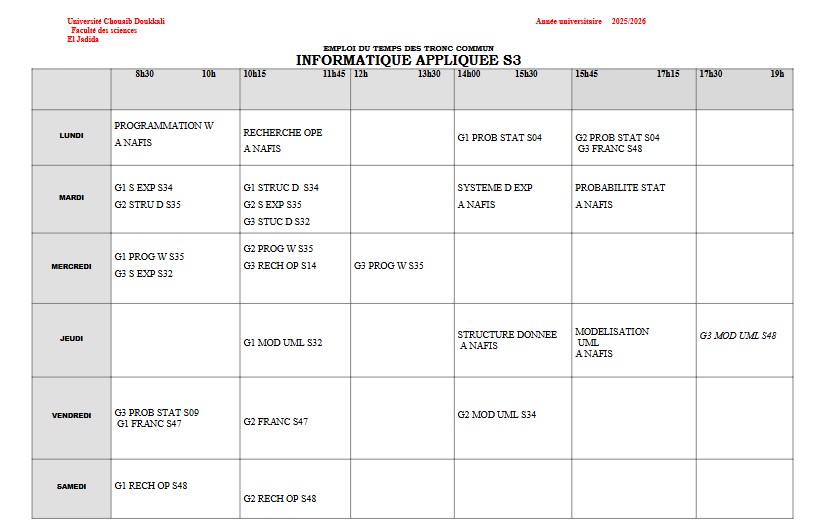 Université Chouaib Doukkali
Faculté des sciences
El Jadida
Année universitaire 2025/2026
EMPLOI DU TEMPS DES TRONC COMMUN
INFORMATIQUE APPLIQUEE S3
8h30 10h 10h15 11h45 12h 13h30 14h00 15h30 15h45 17h15 17h30 19h
LUNDI
PROGRAMMATION W
A NAFIS
RECHERCHE OPE
A NAFIS
G1 PROB STAT S04
G2 PROB STAT S04
G3 FRANC S48
MARDI
G1 S EXP S34
G2 STRU D S35
G1 STRUC D S34
G2 S EXP S35
G3 STUC D S32
SYSTEME D EXP
A NAFIS
PROBABILITE STAT
A NAFIS
MERCREDI
G1 PROG W S35
G3 S EXP S32
G2 PROG W S35
G3 RECH OP S14
G3 PROG W S35
JEUDI
G1 MOD UML S32
STRUCTURE DONNEE
A NAFIS
MODELISATION
UML
A NAFIS
G3 MOD UML S48
VENDREDI
G3 PROB STAT S09
G1 FRANC S47
G2 FRANC S47
G2 MOD UML S34
SAMEDI
G1 RECH OP S48
G2 RECH OP S48